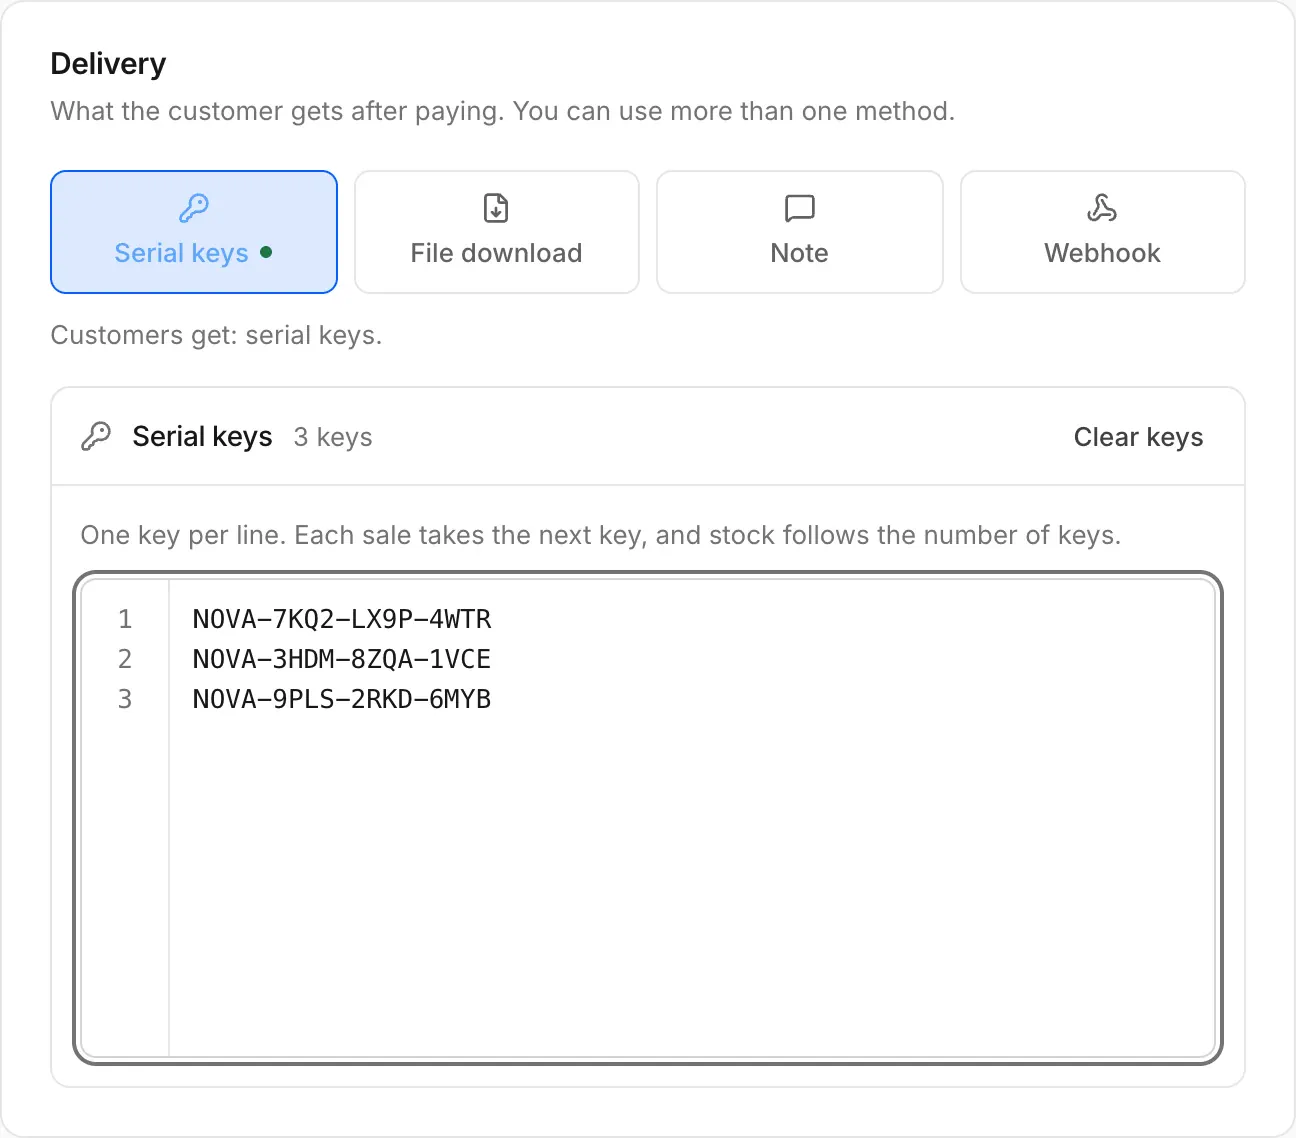 Delivery
What the customer gets after paying. You can use more than one method.
Serial keys
File download
Note
Webhook
Customers get: serial keys.
Serial keys 3 keys Clear keys
One key per line. Each sale takes the next key, and stock follows the number of keys.
1 NOVA-7KQ2-LX9P-4WTR
2 NOVA-3HDM-8ZQA-1VCE
3 NOVA-9PLS-2RKD-6MYB